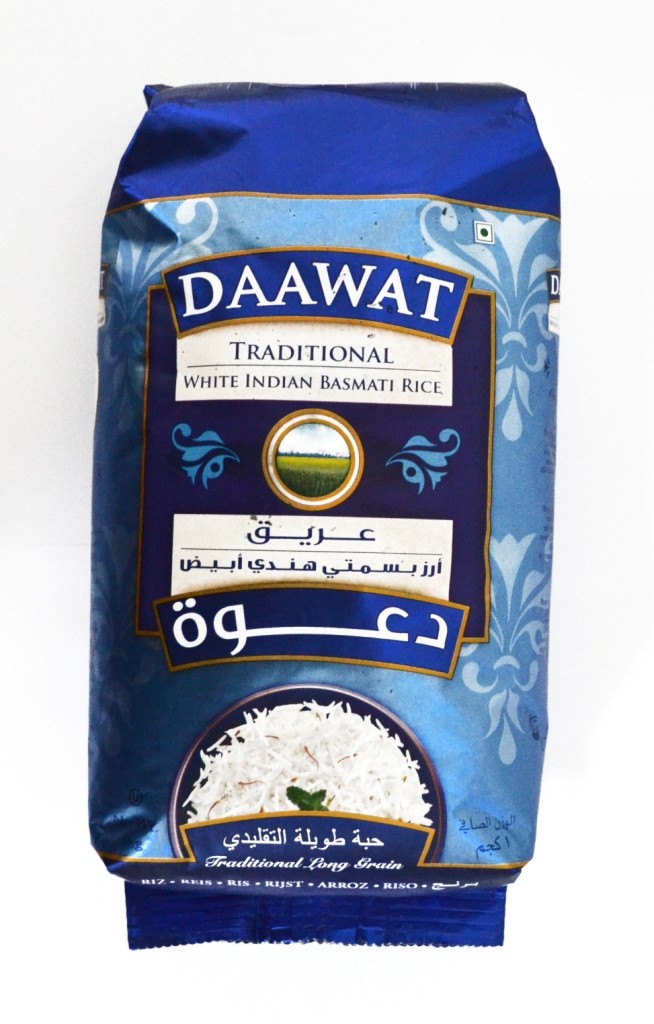 DAAWAT
TRADITIONAL
WHITE INDIAN BASMATI RICE
عريق
أرز بسمتي هندي أبيض
دعوة
حبة طويلة التقليدي
Traditional Long Grain
الوزن الصافي
١ كجم
RIZ • REIS • RIS • RIJST • ARROZ • RISO • برنج